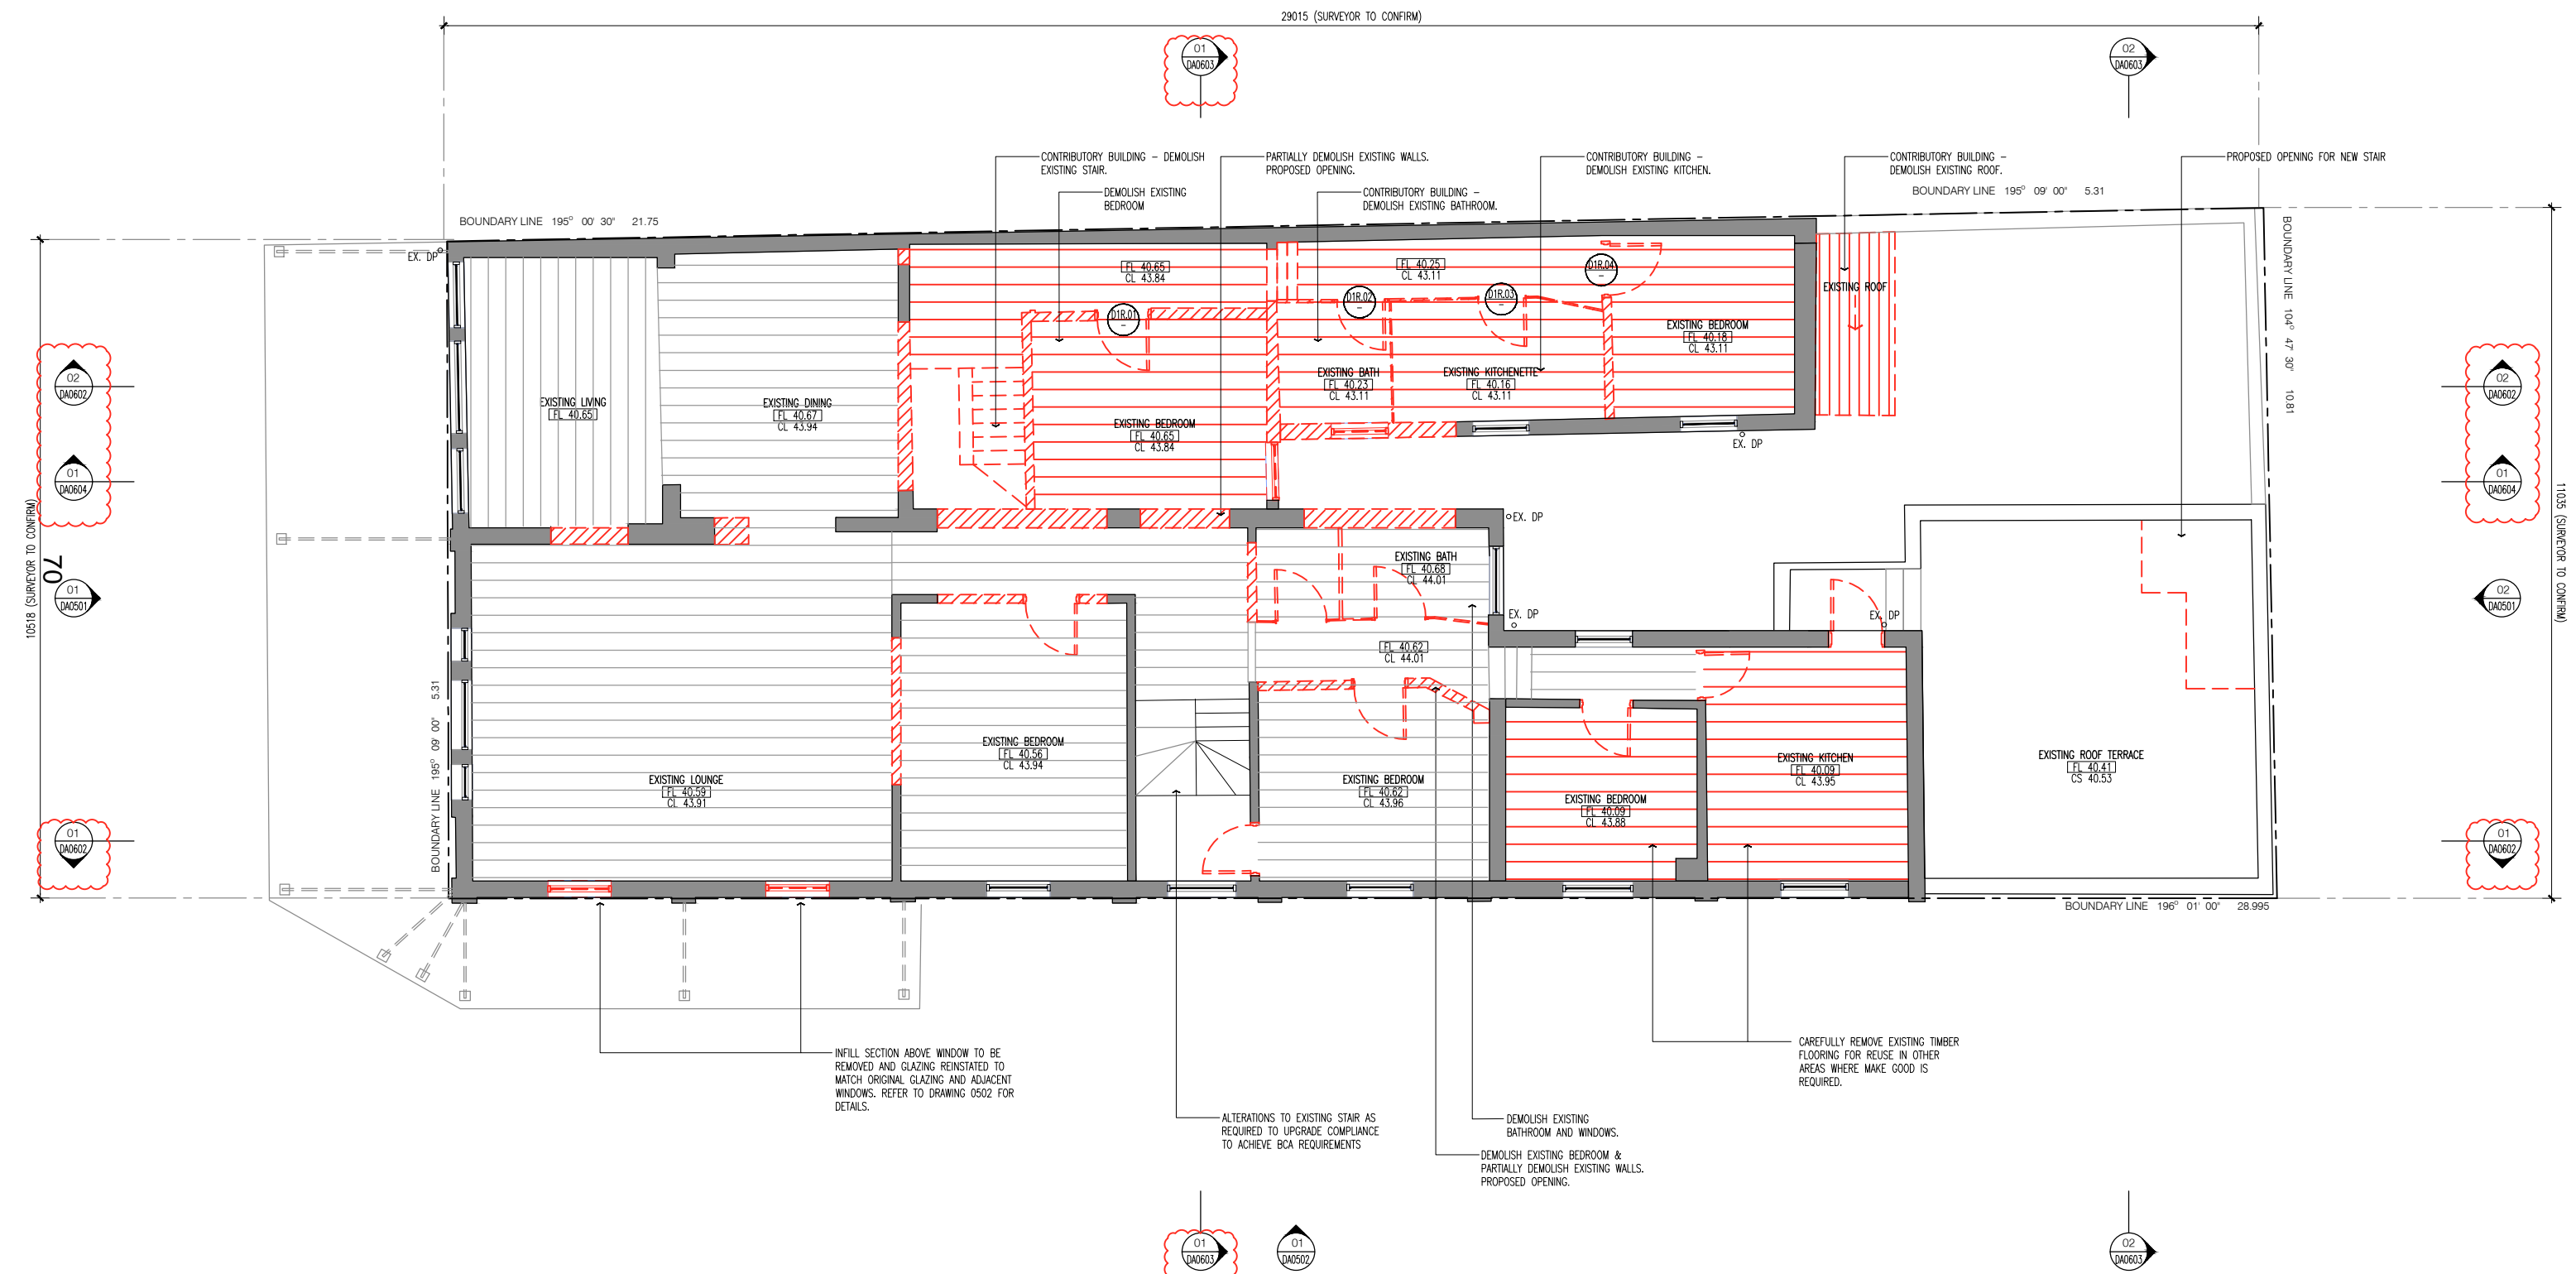 29015 (SURVEYOR TO CONFIRM)
01
DA0603
02
DA0603
CONTRIBUTORY BUILDING – DEMOLISH
EXISTING STAIR.
DEMOLISH EXISTING
BEDROOM
PARTIALLY DEMOLISH EXISTING WALLS.
PROPOSED OPENING.
CONTRIBUTORY BUILDING –
DEMOLISH EXISTING BATHROOM.
CONTRIBUTORY BUILDING –
DEMOLISH EXISTING KITCHEN.
CONTRIBUTORY BUILDING –
DEMOLISH EXISTING ROOF.
PROPOSED OPENING FOR NEW STAIR
BOUNDARY LINE 195° 09' 00" 5.31
BOUNDARY LINE 195° 00' 30" 21.75
BOUNDARY LINE 104° 47' 30" 10.81
EX. DP
FL 40.65
CL 43.84
FL 40.25
CL 43.11
D1R.01
–
D1R.02
–
D1R.03
–
D1R.04
–
EXISTING ROOF
EXISTING BEDROOM
FL 40.18
CL 43.11
EXISTING BATH
FL 40.23
CL 43.11
EXISTING KITCHENETTE
FL 40.16
CL 43.11
EXISTING LIVING
FL 40.65
EXISTING DINING
FL 40.67
CL 43.94
EXISTING BEDROOM
FL 40.65
CL 43.84
EX. DP
02
DA0602
01
DA0604
02
DA0602
01
DA0604
10518 (SURVEYOR TO CONFIRM)
11035 (SURVEYOR TO CONFIRM)
70
01
DA0501
02
DA0501
EX. DP
EXISTING BATH
FL 40.68
CL 44.01
EX. DP
EX. DP
FL 40.62
CL 44.01
BOUNDARY LINE 195° 09' 00" 5.31
EXISTING BEDROOM
FL 40.56
CL 43.94
EXISTING LOUNGE
FL 40.59
CL 43.91
EXISTING BEDROOM
FL 40.62
CL 43.96
EXISTING BEDROOM
FL 40.09
CL 43.88
EXISTING KITCHEN
FL 40.09
CL 43.95
EXISTING ROOF TERRACE
FL 40.41
CS 40.53
01
DA0602
01
DA0602
BOUNDARY LINE 196° 01' 00" 28.995
INFILL SECTION ABOVE WINDOW TO BE
REMOVED AND GLAZING REINSTATED TO
MATCH ORIGINAL GLAZING AND ADJACENT
WINDOWS. REFER TO DRAWING 0502 FOR
DETAILS.
ALTERATIONS TO EXISTING STAIR AS
REQUIRED TO UPGRADE COMPLIANCE
TO ACHIEVE BCA REQUIREMENTS
DEMOLISH EXISTING
BATHROOM AND WINDOWS.
DEMOLISH EXISTING BEDROOM &
PARTIALLY DEMOLISH EXISTING WALLS.
PROPOSED OPENING.
CAREFULLY REMOVE EXISTING TIMBER
FLOORING FOR REUSE IN OTHER
AREAS WHERE MAKE GOOD IS
REQUIRED.
01
DA0603
01
DA0502
02
DA0603